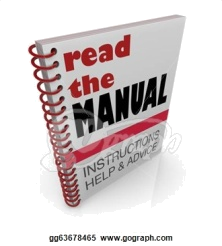 read
the
MANUAL
INSTRUCTIONS
HELP & ADVICE
gg63678465 www.gograph.com